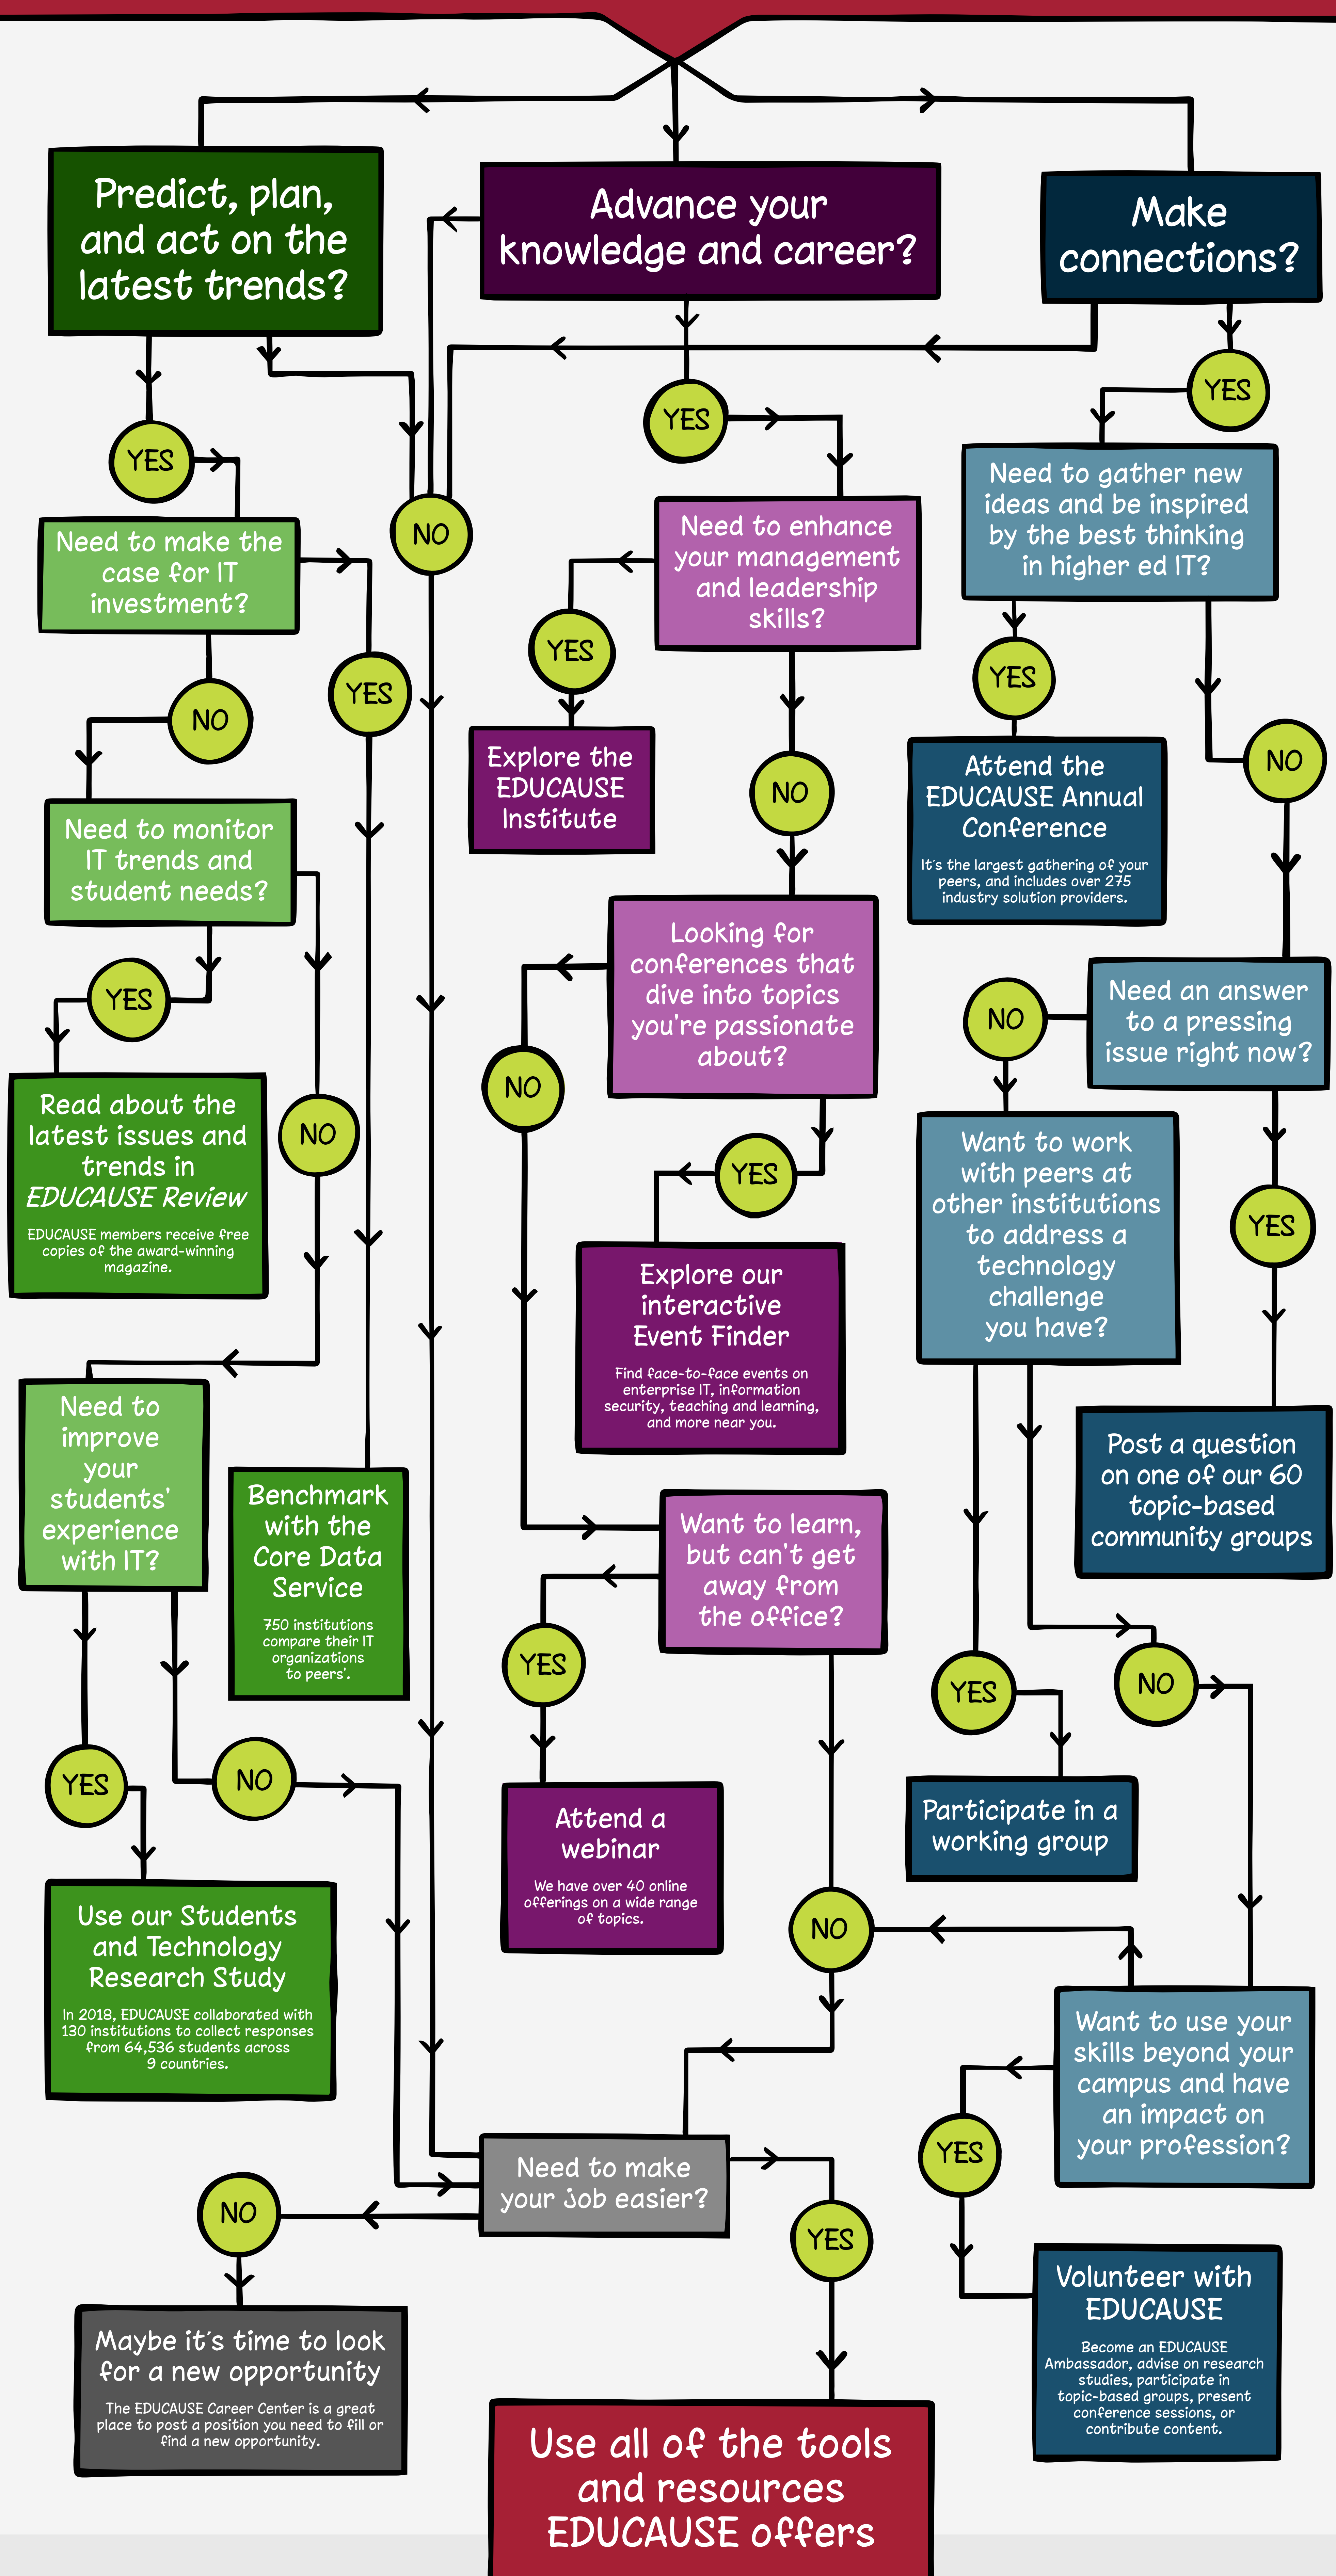 Predict, plan,
and act on the
latest trends?
Advance your
knowledge and career?
Make
connections?
YES
YES
YES
NO
Need to make the
case for IT
investment?
YES
NO
Need to monitor
IT trends and
student needs?
YES
NO
Read about the
latest issues and
trends in
EDUCAUSE Review
EDUCAUSE members receive free
copies of the award-winning
magazine.
Need to
improve
your
students'
experience
with IT?
Benchmark
with the
Core Data
Service
750 institutions
compare their IT
organizations
to peers'.
YES
NO
Use our Students
and Technology
Research Study
In 2018, EDUCAUSE collaborated with
130 institutions to collect responses
from 64,536 students across
9 countries.
Need to enhance
your management
and leadership
skills?
YES
Explore the
EDUCAUSE
Institute
NO
Looking for
conferences that
dive into topics
you're passionate
about?
NO
YES
Explore our
interactive
Event Finder
Find face-to-face events on
enterprise IT, information
security, teaching and learning,
and more near you.
Want to learn,
but can't get
away from
the office?
YES
Attend a
webinar
We have over 40 online
offerings on a wide range
of topics.
NO
Need to gather new
ideas and be inspired
by the best thinking
in higher ed IT?
YES
NO
Attend the
EDUCAUSE Annual
Conference
It's the largest gathering of your
peers, and includes over 275
industry solution providers.
Need an answer
to a pressing
issue right now?
NO
YES
Want to work
with peers at
other institutions
to address a
technology
challenge
you have?
Post a question
on one of our 60
topic-based
community groups
YES
NO
Participate in a
working group
Want to use your
skills beyond your
campus and have
an impact on
your profession?
YES
Volunteer with
EDUCAUSE
Become an EDUCAUSE
Ambassador, advise on research
studies, participate in
topic-based groups, present
conference sessions, or
contribute content.
Need to make
your job easier?
NO
YES
Maybe it's time to look
for a new opportunity
The EDUCAUSE Career Center is a great
place to post a position you need to fill or
find a new opportunity.
Use all of the tools
and resources
EDUCAUSE offers